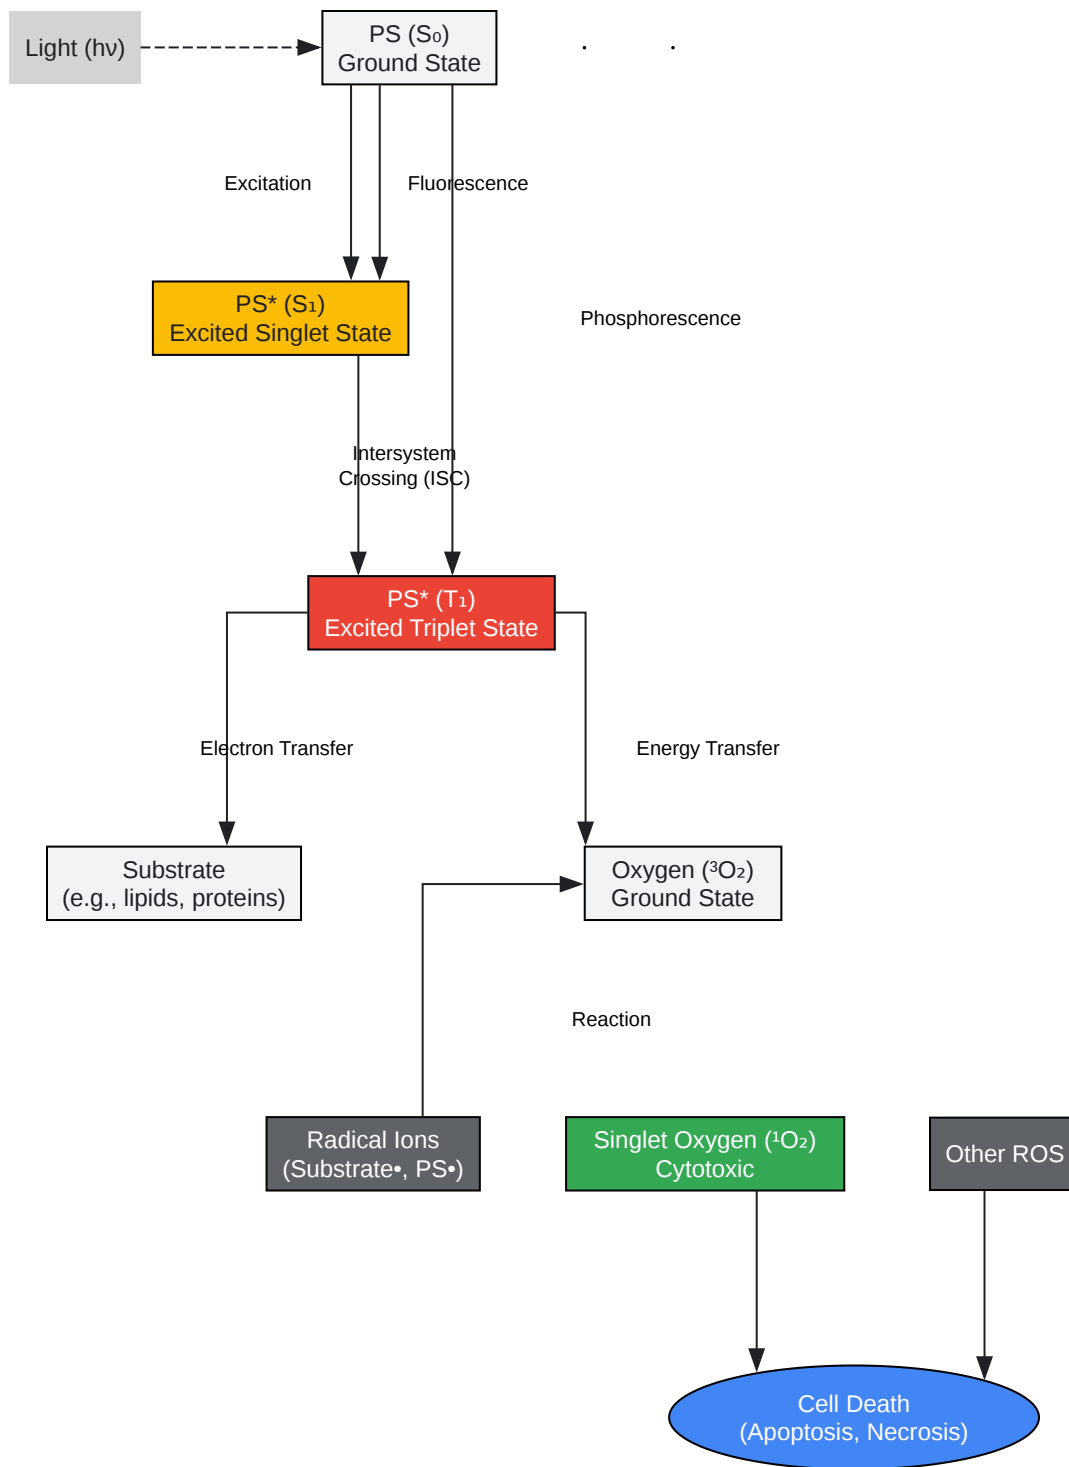 Light (hν)
PS (S₀)
Ground State
Excitation
Fluorescence
PS* (S₁)
Excited Singlet State
Phosphorescence
Intersystem
Crossing (ISC)
PS* (T₁)
Excited Triplet State
Electron Transfer
Energy Transfer
Substrate
(e.g., lipids, proteins)
Oxygen (³O₂)
Ground State
Reaction
Radical Ions
(Substrate•, PS•)
Singlet Oxygen (¹O₂)
Cytotoxic
Other ROS
Cell Death
(Apoptosis, Necrosis)